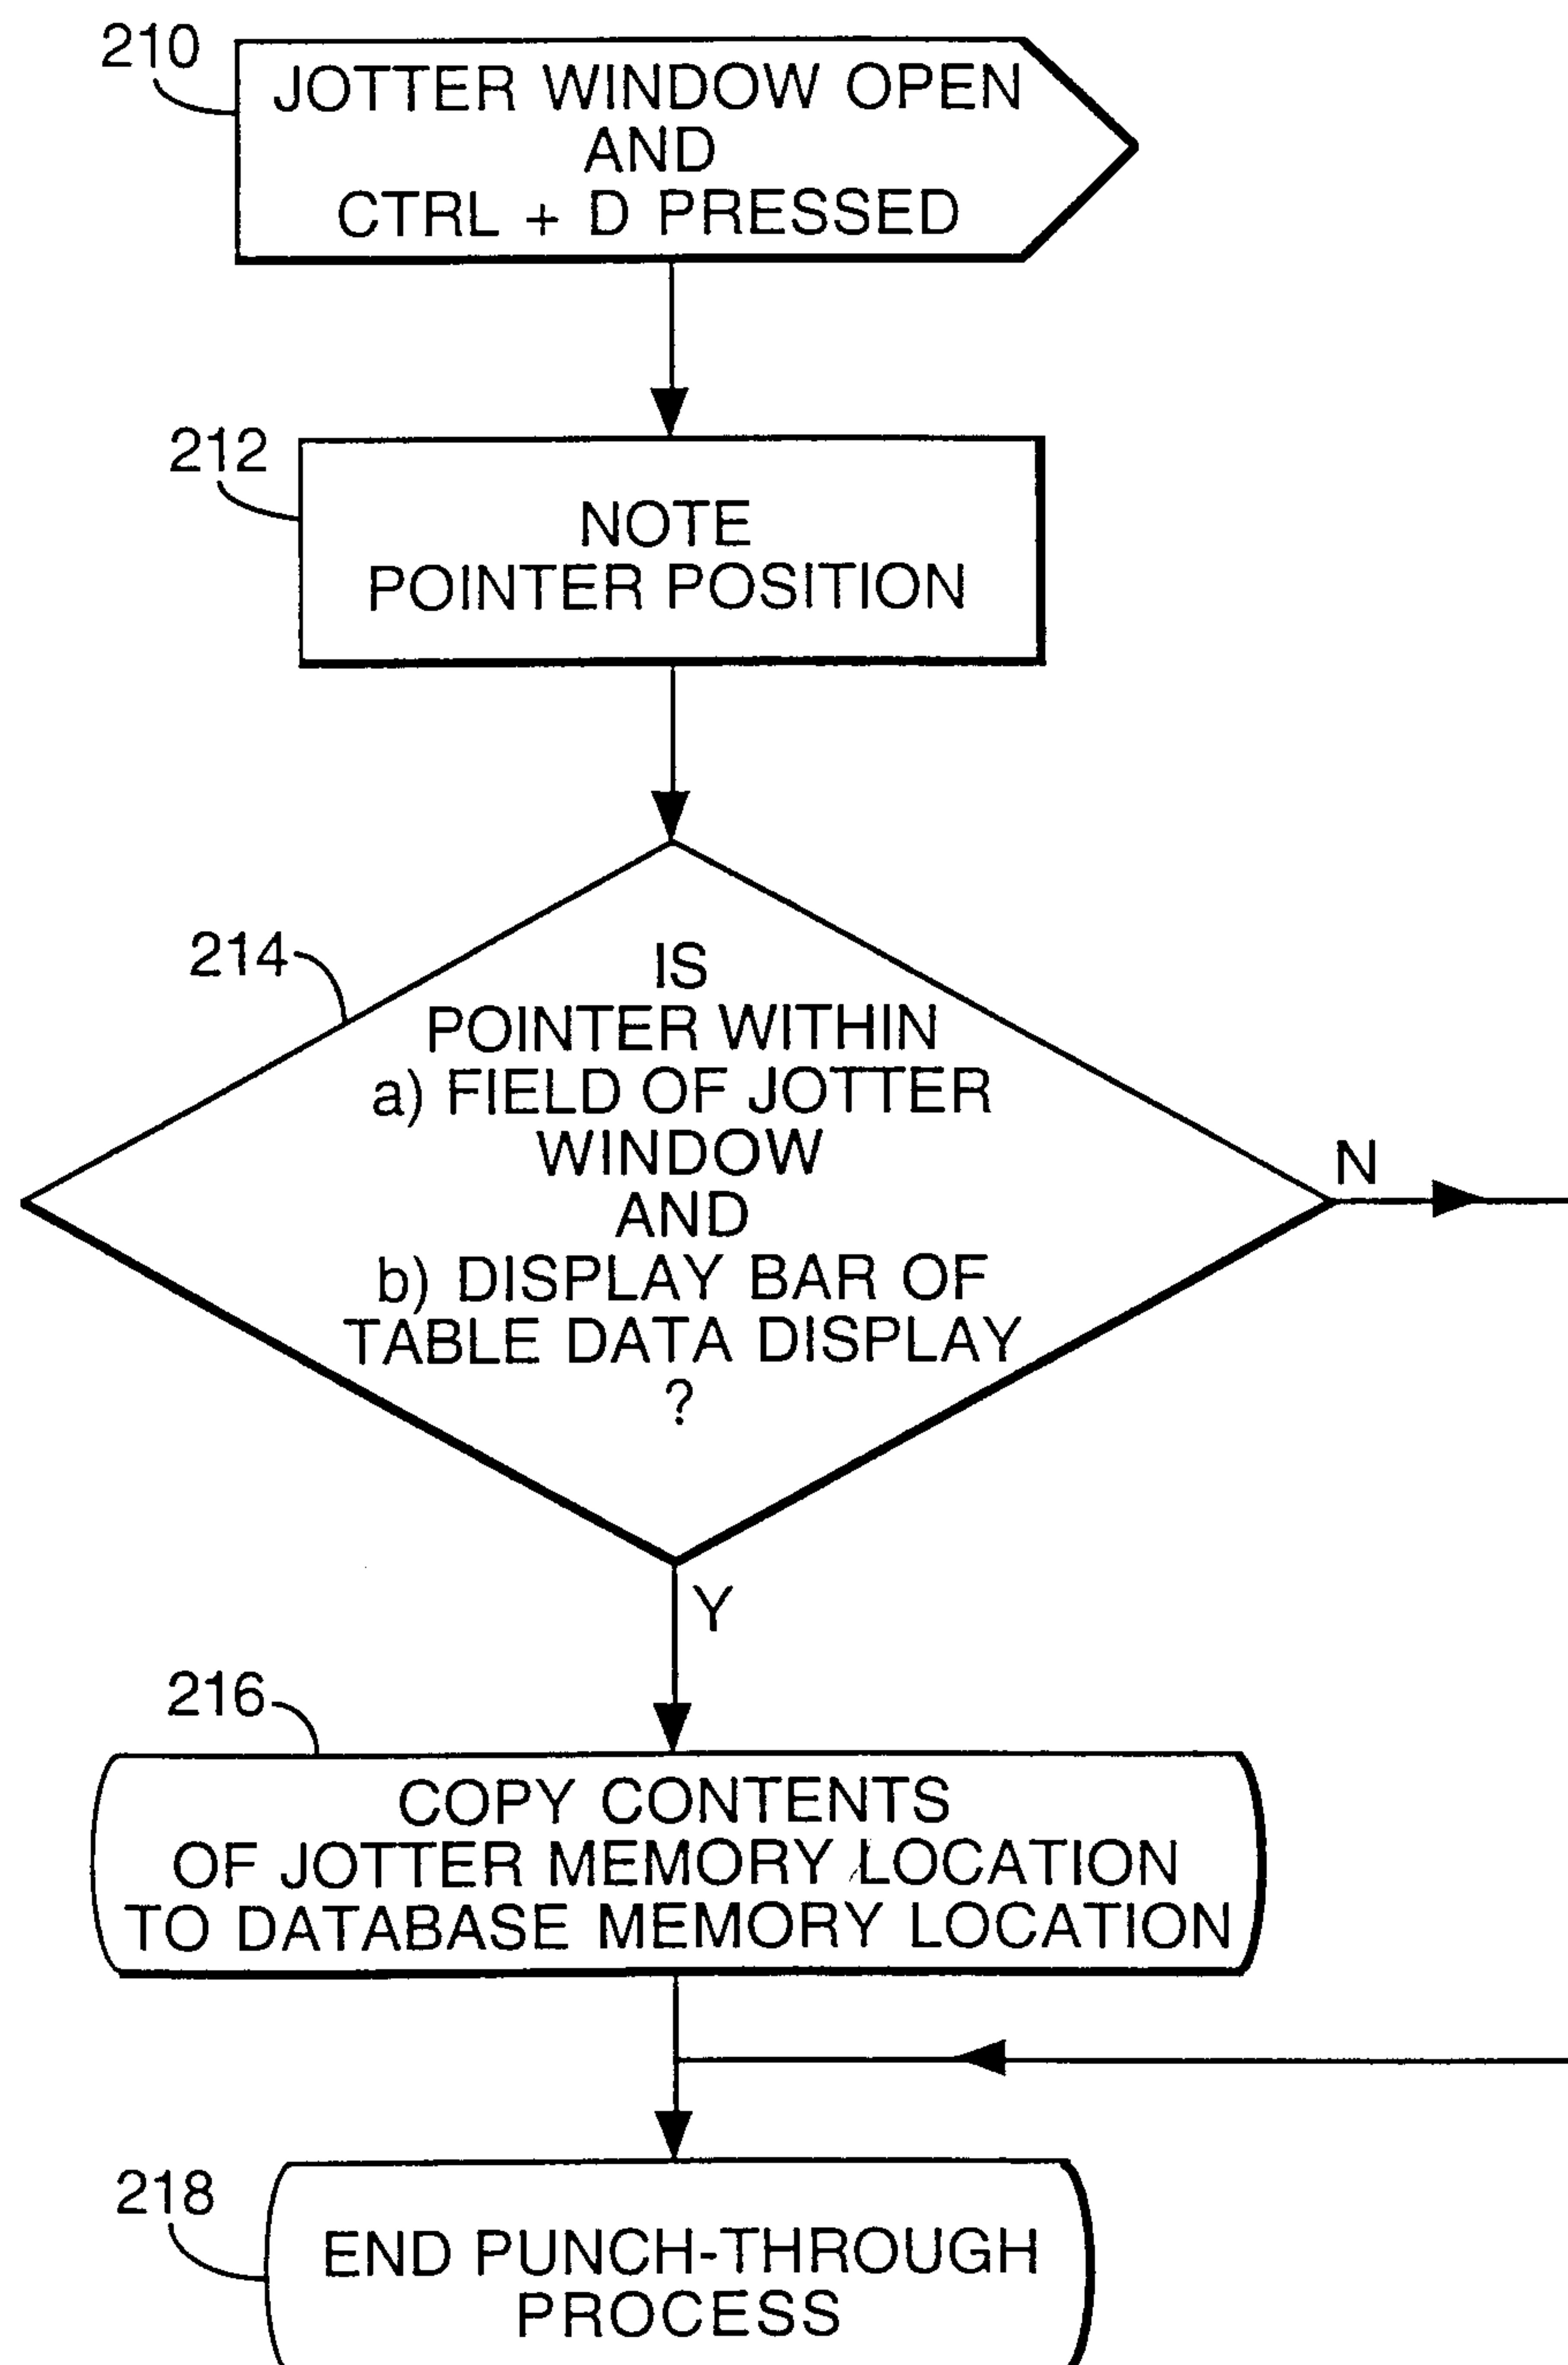 210
JOTTER WINDOW OPEN
AND
CTRL + D PRESSED
212
NOTE
POINTER POSITION
214
IS
POINTER WITHIN
a) FIELD OF JOTTER
WINDOW
AND
b) DISPLAY BAR OF
TABLE DATA DISPLAY
?
N
Y
216
COPY CONTENTS
OF JOTTER MEMORY LOCATION
TO DATABASE MEMORY LOCATION
218
END PUNCH-THROUGH
PROCESS